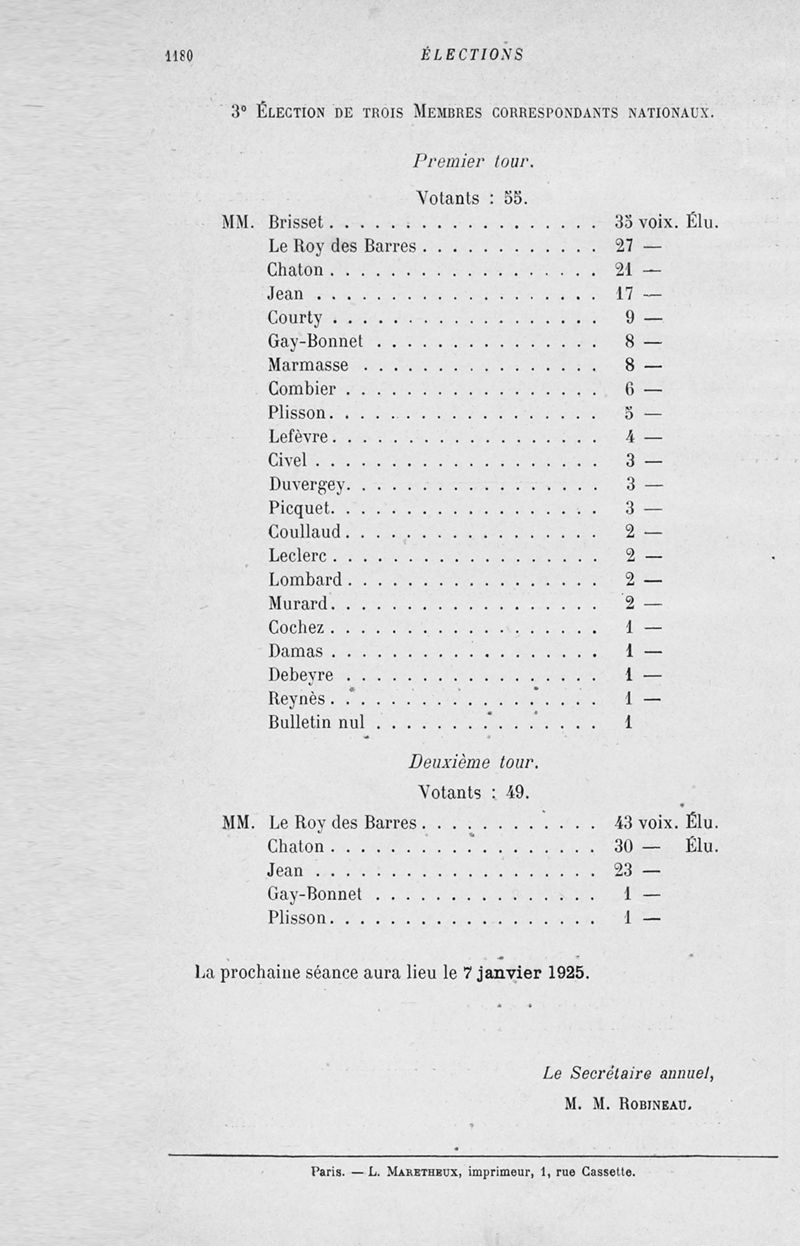 1180 ÉLECTIONS
3° ÉLECTION DE TROIS MEMBRES CORRESPONDANTS NATIONAUX.
Premier tour.
Votants : 55.
MM. Brisset . . . . . . . . . . . . . . . . . . 35 voix. Élu.
Le Roy des Barres . . . . . . . . . . . . 27 —
Chaton . . . . . . . . . . . . . . . . . . 21 —
Jean . . . . . . . . . . . . . . . . . . . 17 —
Courty . . . . . . . . . . . . . . . . . . 9 —
Gay-Bonnet . . . . . . . . . . . . . . . 8 —
Marmasse . . . . . . . . . . . . . . . . 8 —
Combier . . . . . . . . . . . . . . . . . 6 —
Plisson . . . . . . . . . . . . . . . . . . 5 —
Lefèvre . . . . . . . . . . . . . . . . . . 4 —
Civel . . . . . . . . . . . . . . . . . . . 3 —
Duvergey . . . . . . . . . . . . . . . . . 3 —
Picquet . . . . . . . . . . . . . . . . . . 3 —
Coullaud . . . . . . . . . . . . . . . . . 2 —
Leclerc . . . . . . . . . . . . . . . . . . 2 —
Lombard . . . . . . . . . . . . . . . . . 2 —
Murard . . . . . . . . . . . . . . . . . . 2 —
Cochez . . . . . . . . . . . . . . . . . . 1 —
Damas . . . . . . . . . . . . . . . . . . 1 —
Debeyre . . . . . . . . . . . . . . . . . 1 —
Reynès . . . . . . . . . . . . . . . . . . 1 —
Bulletin nul . . . . . . . . . . . . . . . 1
Deuxième tour.
Votants : 49.
MM. Le Roy des Barres . . . . . . . . . . . . 43 voix. Élu.
Chaton . . . . . . . . . . . . . . . . . . 30 — Élu.
Jean . . . . . . . . . . . . . . . . . . . 23 —
Gay-Bonnet . . . . . . . . . . . . . . . 1 —
Plisson . . . . . . . . . . . . . . . . . . 1 —
La prochaine séance aura lieu le 7 janvier 1925.
Le Secrétaire annuel,
M. M. ROBINEAU.
Paris. — L. MARETHEUX, imprimeur, 1, rue Cassette.